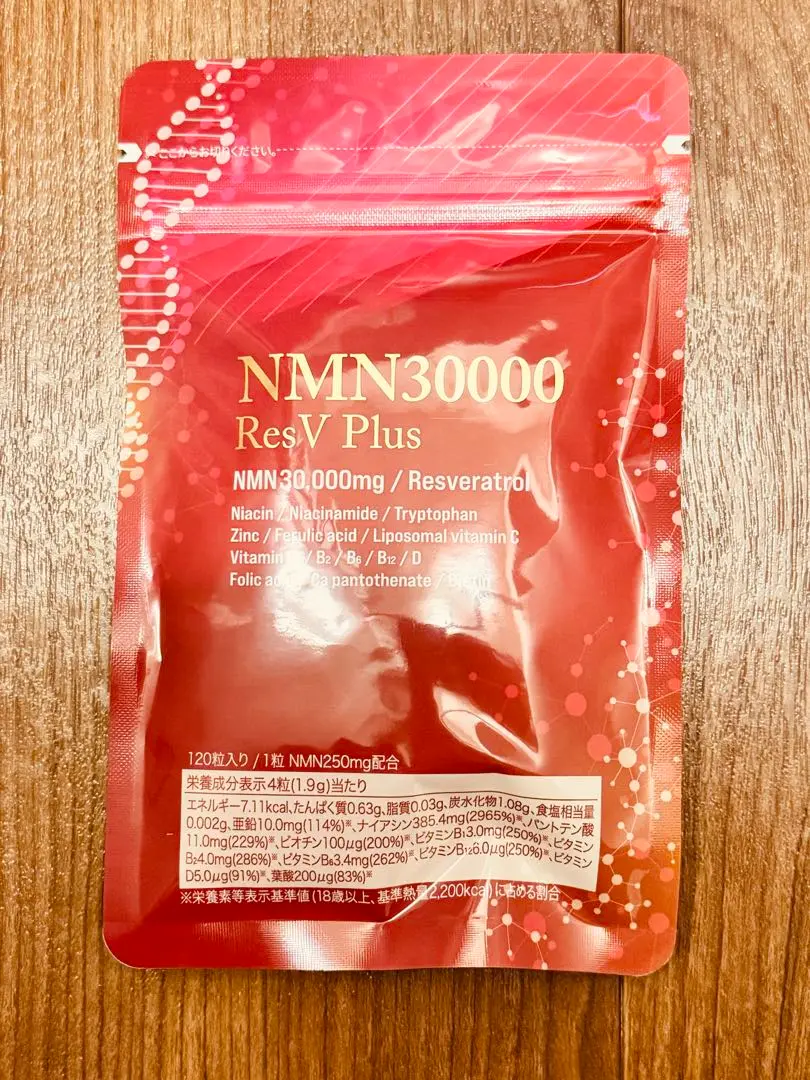 ここからお切りください。
NMN30000
ResV Plus
NMN30,000mg / Resveratrol
Niacin / Niacinamide / Tryptophan
Zinc / Ferulic acid / Liposomal vitamin C
Vitamin / B2 / B6 / B12 / D
Folic / Ca pantothenate /
120粒入り / 1粒 NMN250mg配合
栄養成分表示4粒(1.9g)当たり
エネルギー7.11kcal、たんぱく質0.63g、脂質0.03g、炭水化物1.08g、食塩相当量
0.002g、亜鉛10.0mg(114%)※、ナイアシン385.4mg(2965%)※、パントテン酸
11.0mg(229%)※、ビオチン100μg(200%)※、ビタミンB13.0mg(250%)※、ビタミン
B24.0mg(286%)※、ビタミンB63.4mg(262%)※、ビタミンB126.0μg(250%)※、ビタミン
D5.0μg(91%)※、葉酸200μg(83%)※
※栄養素等表示基準値(18歳以上、基準熱量2,200kcal)に占める割合